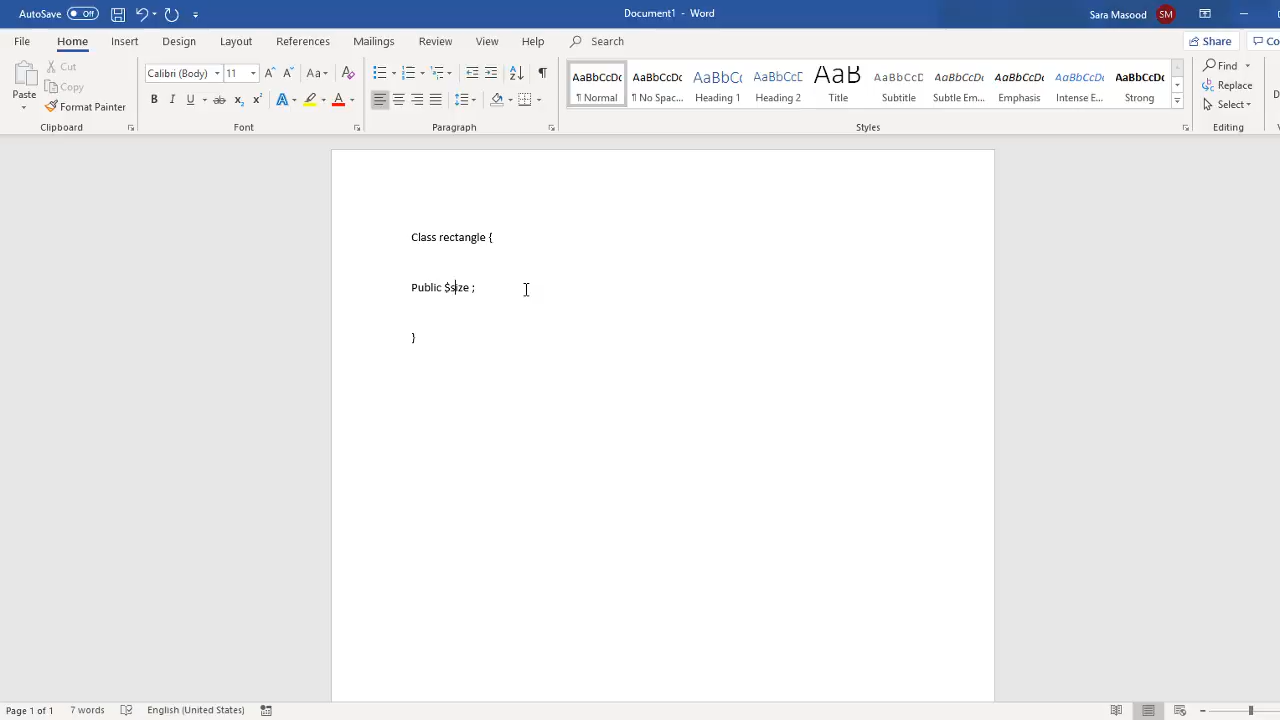 AutoSave Off Document1 - Word Sara Masood SM
File Home Insert Design Layout References Mailings Review View Help Search Share Co
Paste Cut Copy Format Painter
Calibri (Body) 11
AaBbCcDc AaBbCcDc AaBbCc AaBbCcE AaB AaBbCcD AaBbCcDc AaBbCcDc AaBbCcDc AaBbCcDc
¶ Normal ¶ No Spac... Heading 1 Heading 2 Title Subtitle Subtle Em... Emphasis Intense E... Strong
Find Replace Select
Clipboard Font Paragraph Styles Editing
Class rectangle {
Public $size ;
}
Page 1 of 1 7 words English (United States)